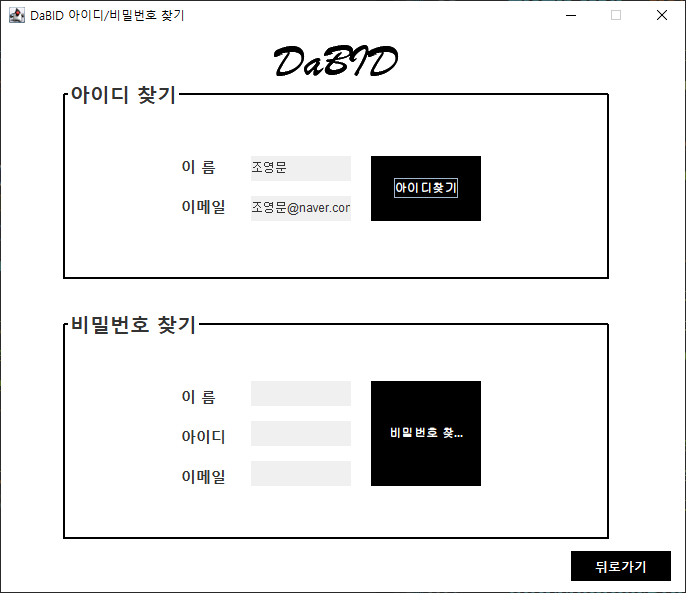 DaBID 아이디/비밀번호 찾기
DaBID
아이디 찾기
이 름 조영문
아이디찾기
이메일 조영문@naver.cor
비밀번호 찾기
이 름
아이디
비밀번호 찾...
이메일
뒤로가기